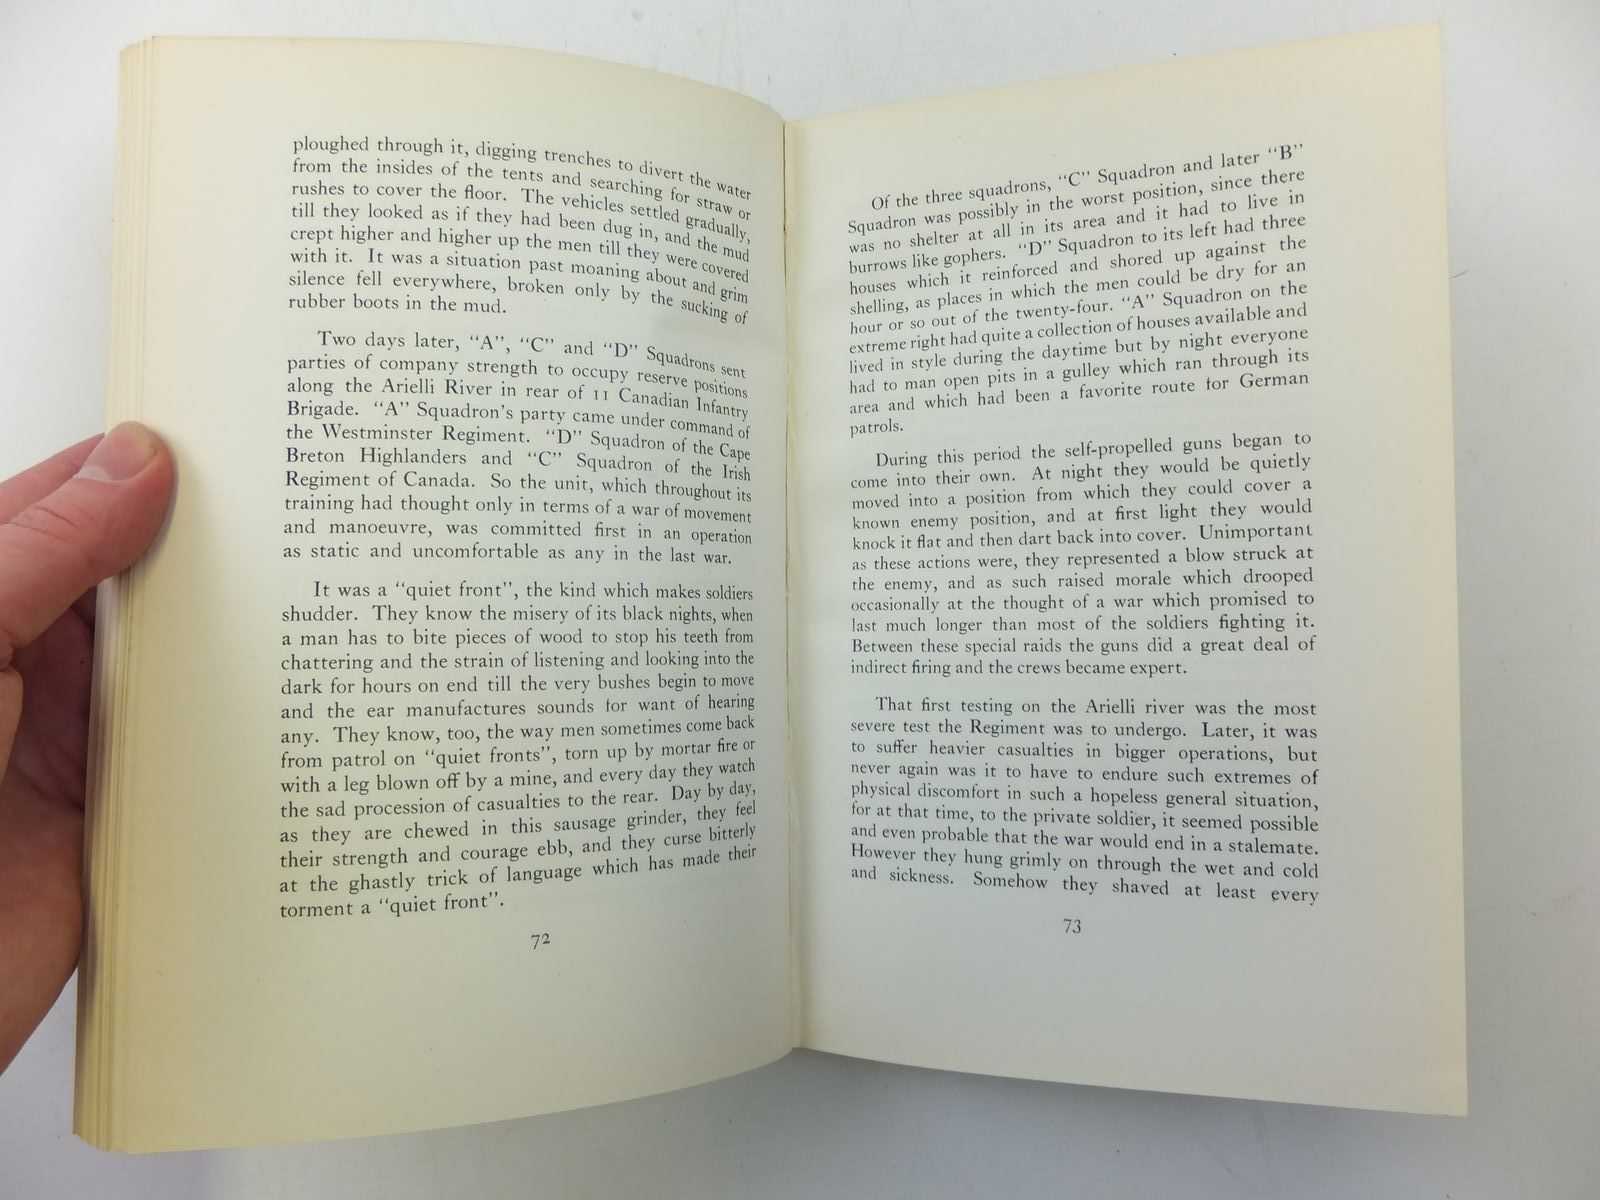 ploughed through it, digging trenches to divert the water
from the insides of the tents and searching for straw or
rushes to cover the floor. The vehicles settled gradually,
till they looked as if they had been dug in, and the mud
crept higher and higher up the men till they were covered
with it. It was a situation past moaning about and grim
silence fell everywhere, broken only by the sucking of
rubber boots in the mud.
Two days later, "A", "C" and "D" Squadrons sent
parties of company strength to occupy reserve positions
along the Arielli River in rear of 11 Canadian Infantry
Brigade. "A" Squadron's party came under command of
the Westminster Regiment. "D" Squadron of the Cape
Breton Highlanders and "C" Squadron of the Irish
Regiment of Canada. So the unit, which throughout its
training had thought only in terms of a war of movement
and manoeuvre, was committed first in an operation
as static and uncomfortable as any in the last war.
It was a "quiet front", the kind which makes soldiers
shudder. They know the misery of its black nights, when
a man has to bite pieces of wood to stop his teeth from
chattering and the strain of listening and looking into the
dark for hours on end till the very bushes begin to move
and the ear manufactures sounds for want of hearing
any. They know, too, the way men sometimes come back
from patrol on "quiet fronts", torn up by mortar fire or
with a leg blown off by a mine, and every day they watch
the sad procession of casualties to the rear. Day by day,
as they are chewed in this sausage grinder, they feel
their strength and courage ebb, and they curse bitterly
at the ghastly trick of language which has made their
torment a "quiet front".
72
Of the three squadrons, "C" Squadron and later "B"
Squadron was possibly in the worst position, since there
was no shelter at all in its area and it had to live in
burrows like gophers. "D" Squadron to its left had three
houses which it reinforced and shored up against the
shelling, as places in which the men could be dry for an
hour or so out of the twenty-four. "A" Squadron on the
extreme right had quite a collection of houses available and
lived in style during the daytime but by night everyone
had to man open pits in a gulley which ran through its
area and which had been a favorite route for German
patrols.
During this period the self-propelled guns began to
come into their own. At night they would be quietly
moved into a position from which they could cover a
known enemy position, and at first light they would
knock it flat and then dart back into cover. Unimportant
as these actions were, they represented a blow struck at
the enemy, and as such raised morale which drooped
occasionally at the thought of a war which promised to
last much longer than most of the soldiers fighting it.
Between these special raids the guns did a great deal of
indirect firing and the crews became expert.
That first testing on the Arielli river was the most
severe test the Regiment was to undergo. Later, it was
to suffer heavier casualties in bigger operations, but
never again was it to have to endure such extremes of
physical discomfort in such a hopeless general situation,
for at that time, to the private soldier, it seemed possible
and even probable that the war would end in a stalemate.
However they hung grimly on through the wet and cold
and sickness. Somehow they shaved at least every
73